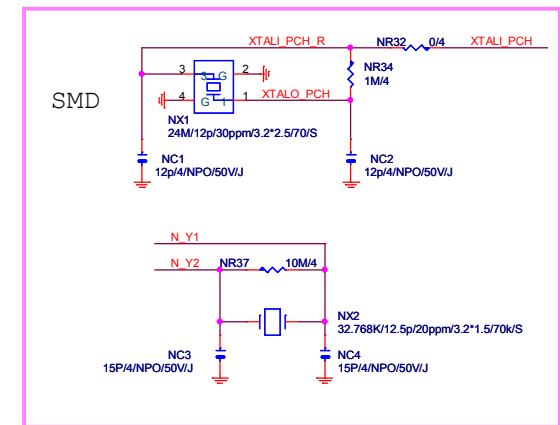 XTALI_PCH_R
NR32 0/4 XTALI_PCH
NR34
1M/4
SMD
3 3 G 2
4 G 1 1 XTALO_PCH
NX1
24M/12p/30ppm/3.2*2.5/70/S
NC1
12p/4/NPO/50V/J
NC2
12p/4/NPO/50V/J
N_Y1
N_Y2
NR37 10M/4
NX2
32.768K/12.5p/20ppm/3.2*1.5/70k/S
NC3
15P/4/NPO/50V/J
NC4
15P/4/NPO/50V/J